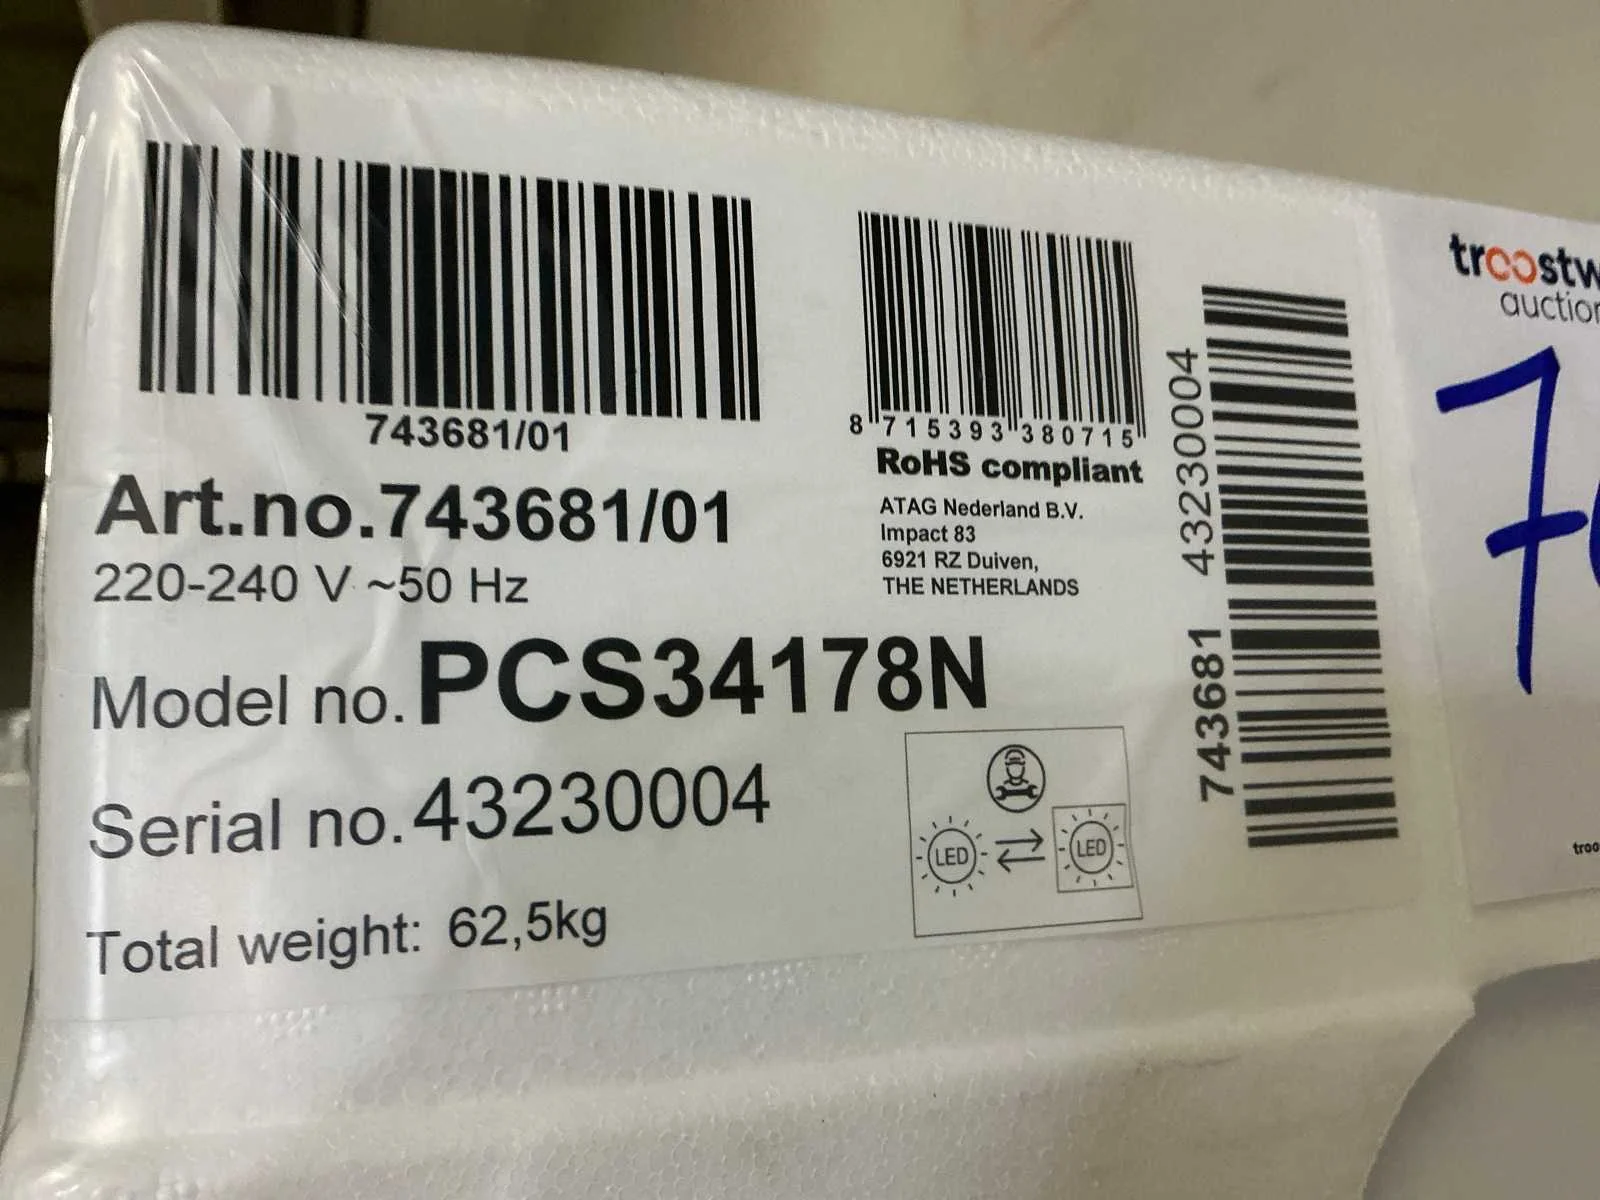 743681/01
Art.no.743681/01
220-240 V ~50 Hz
Model no.PCS34178N
Serial no.43230004
Total weight: 62,5kg
8 715393 380715
RoHS compliant
ATAG Nederland B.V.
Impact 83
6921 RZ Duiven,
THE NETHERLANDS
LED
LED
743681 43230004